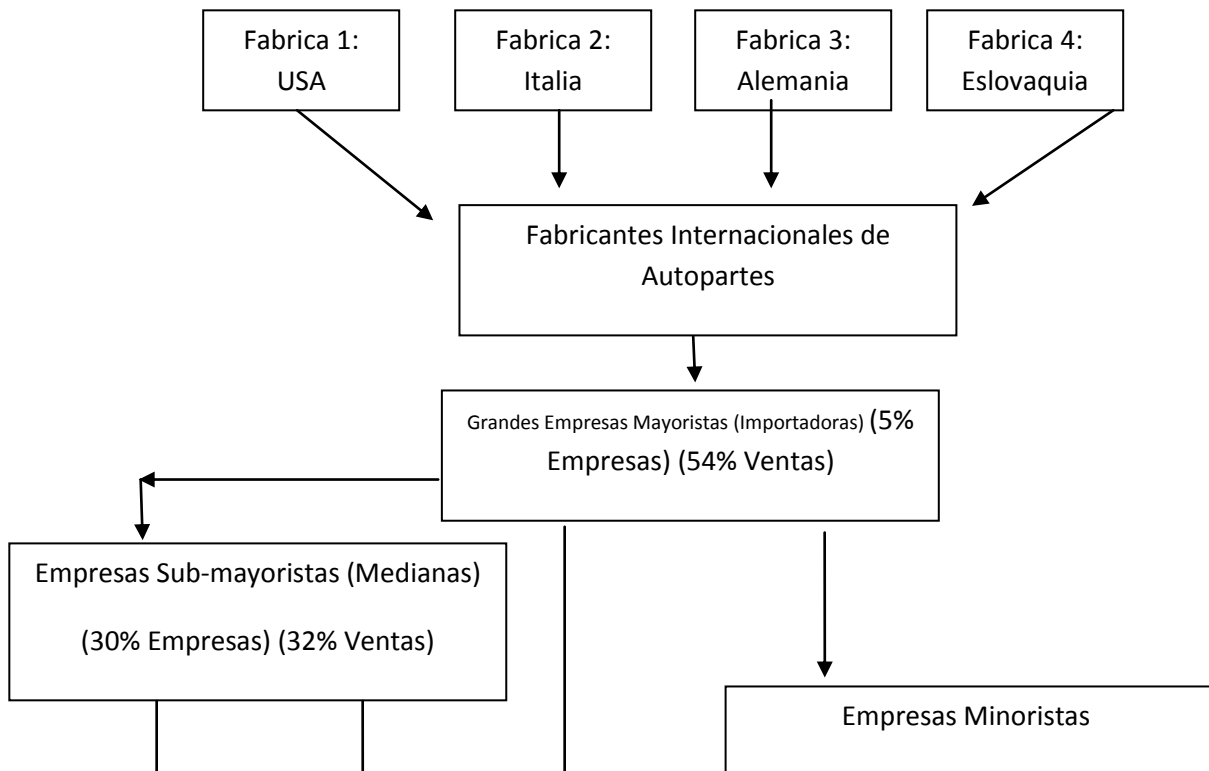 Fabrica 1:
USA
Fabrica 2:
Italia
Fabrica 3:
Alemania
Fabrica 4:
Eslovaquia
Fabricantes Internacionales de
Autopartes
Grandes Empresas Mayoristas (Importadoras) (5%
Empresas) (54% Ventas)
Empresas Sub-mayoristas (Medianas)
(30% Empresas) (32% Ventas)
Empresas Minoristas